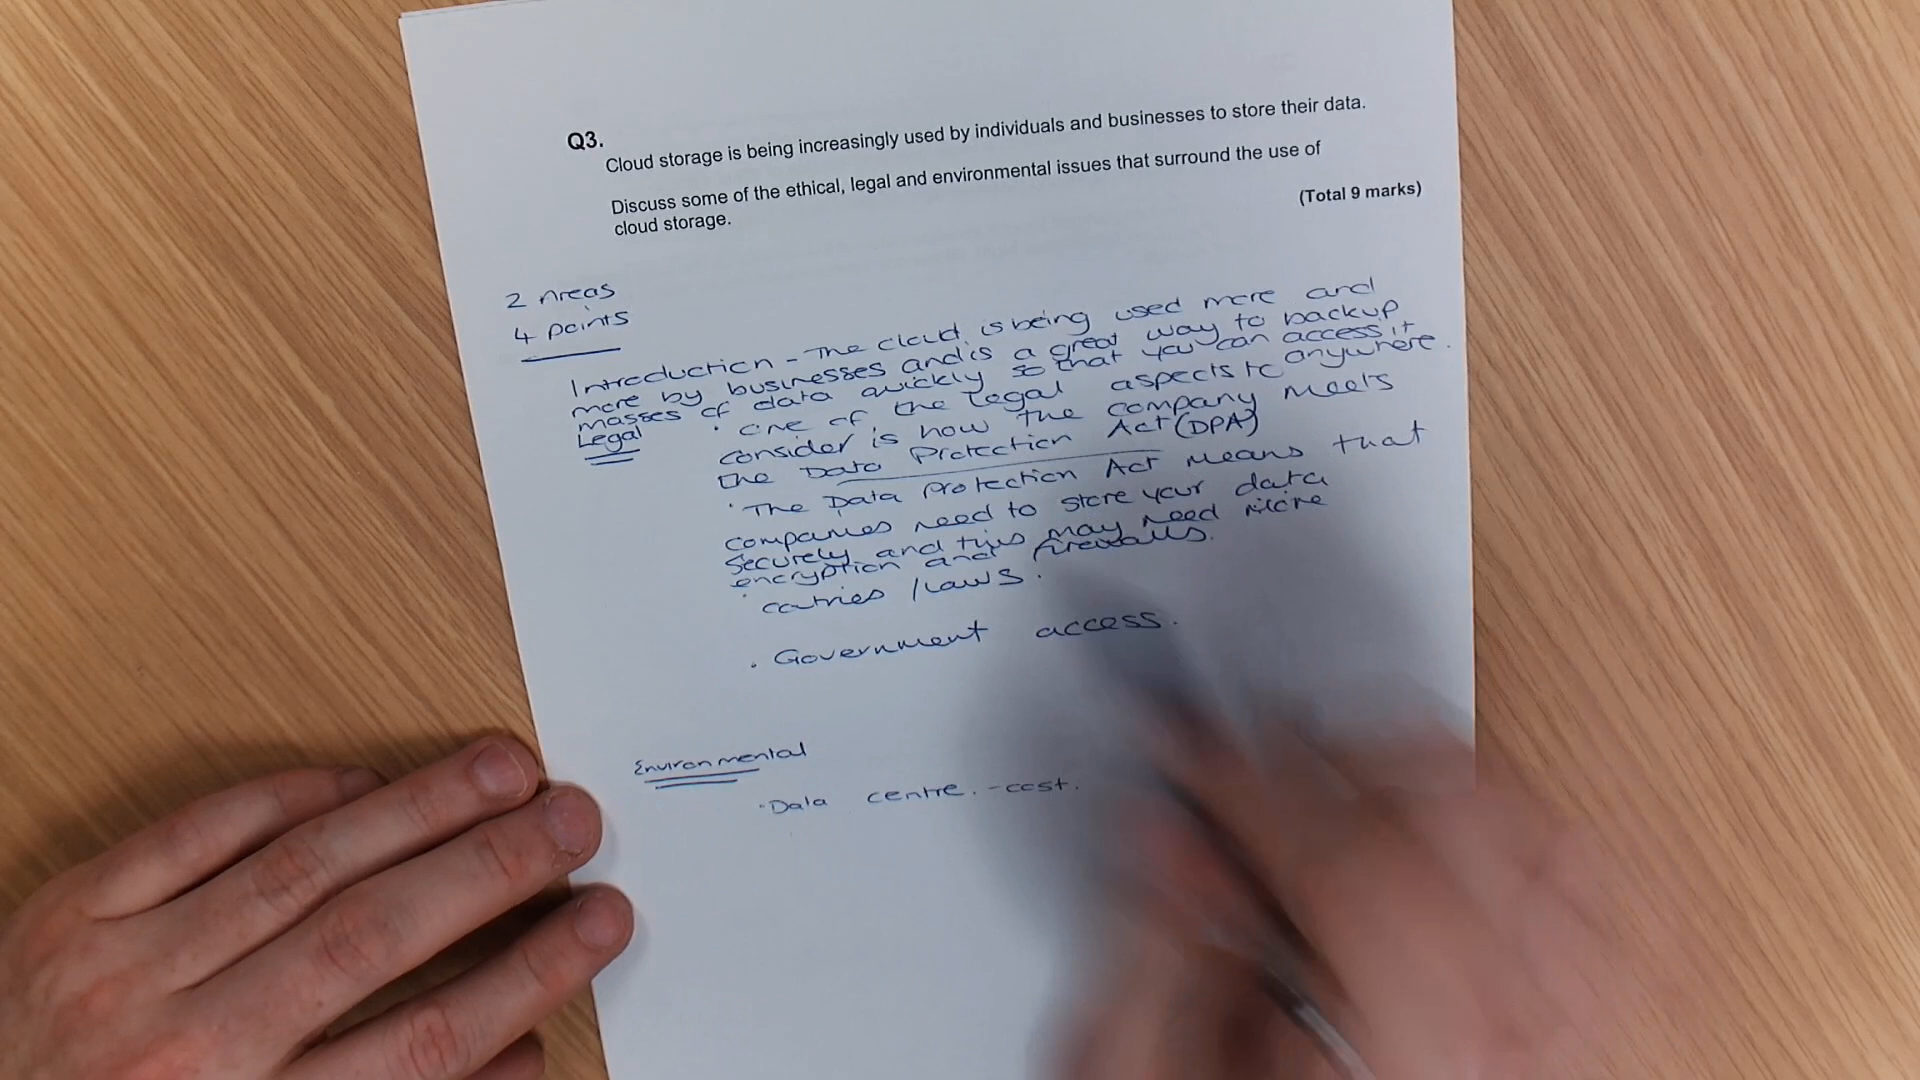 Q3.
Cloud storage is being increasingly used by individuals and businesses to store their data.
Discuss some of the ethical, legal and environmental issues that surround the use of
cloud storage.
(Total 9 marks)
2 Areas
4 points
Introduction - The cloud is being used more and
more by businesses and is a great way to backup
masses of data quickly so that you can access it
anywhere.
Legal
· One of the legal aspects to
consider is how the company meets
the Data Protection Act (DPA)
· The Data Protection Act means that
companies need to store your data
securely and this may need more
encryption and firewalls.
· contries / laws.
· Government access.
Environmental
· Data centre. - cost.